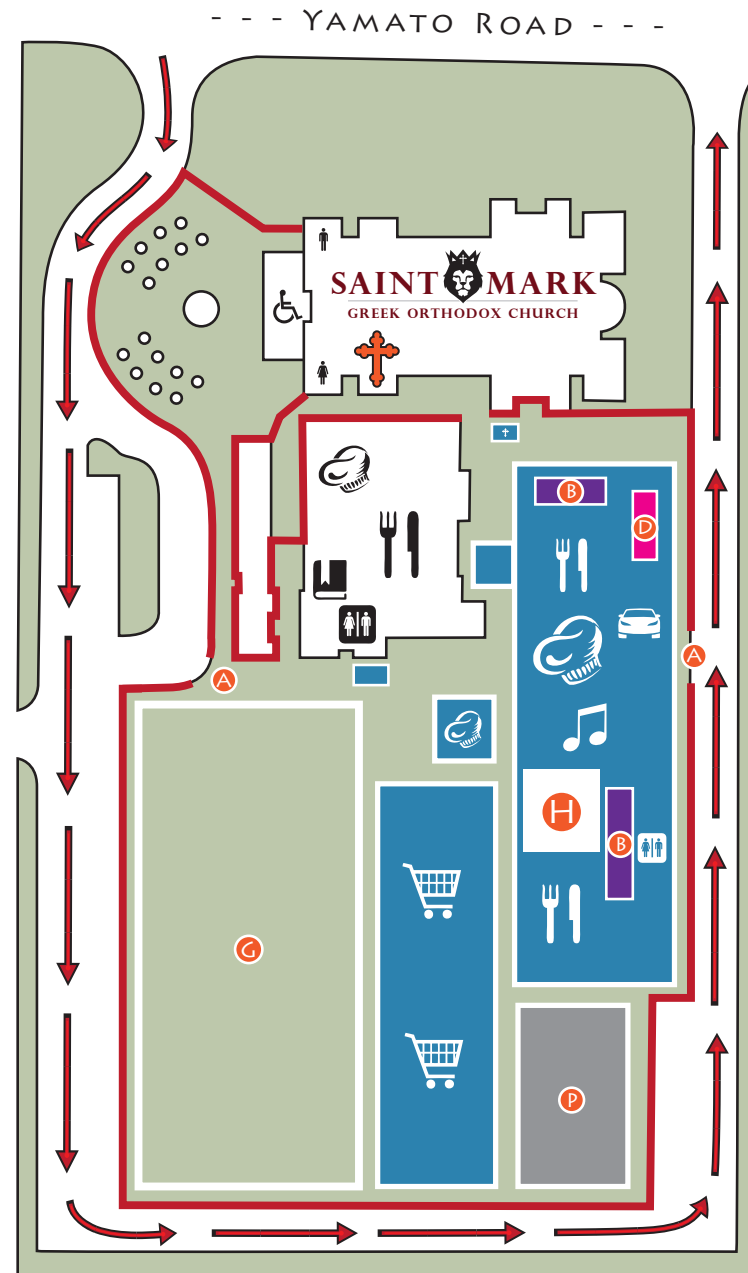 - - - YAMATO ROAD - - -
SAINT MARK
GREEK ORTHODOX CHURCH
B
D
A
A
H
B
G
P